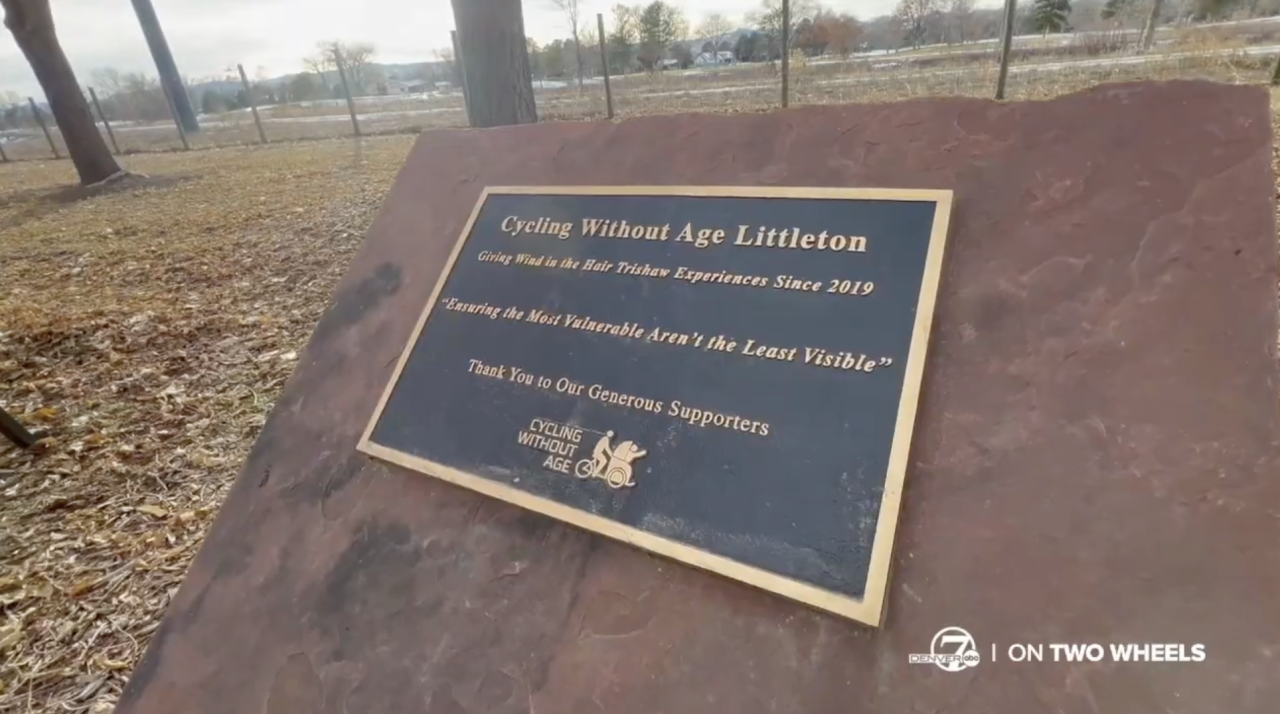 Cycling Without Age Littleton
Giving Wind in the Hair Trishaw Experiences Since 2019
“Ensuring the Most Vulnerable Aren’t the Least Visible”
Thank You to Our Generous Supporters
CYCLING
WITHOUT
AGE
DENVER 7 abc | ON TWO WHEELS